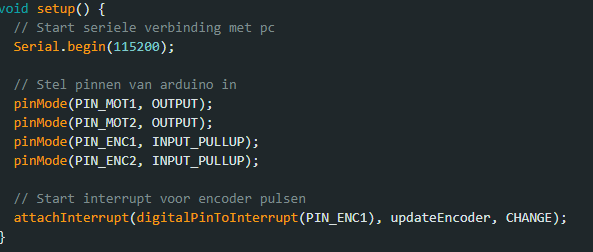 void setup() {
  // Start seriele verbinding met pc
  Serial.begin(115200);

  // Stel pinnen van arduino in
  pinMode(PIN_MOT1, OUTPUT);
  pinMode(PIN_MOT2, OUTPUT);
  pinMode(PIN_ENC1, INPUT_PULLUP);
  pinMode(PIN_ENC2, INPUT_PULLUP);

  // Start interrupt voor encoder pulsen
  attachInterrupt(digitalPinToInterrupt(PIN_ENC1), updateEncoder, CHANGE);
}